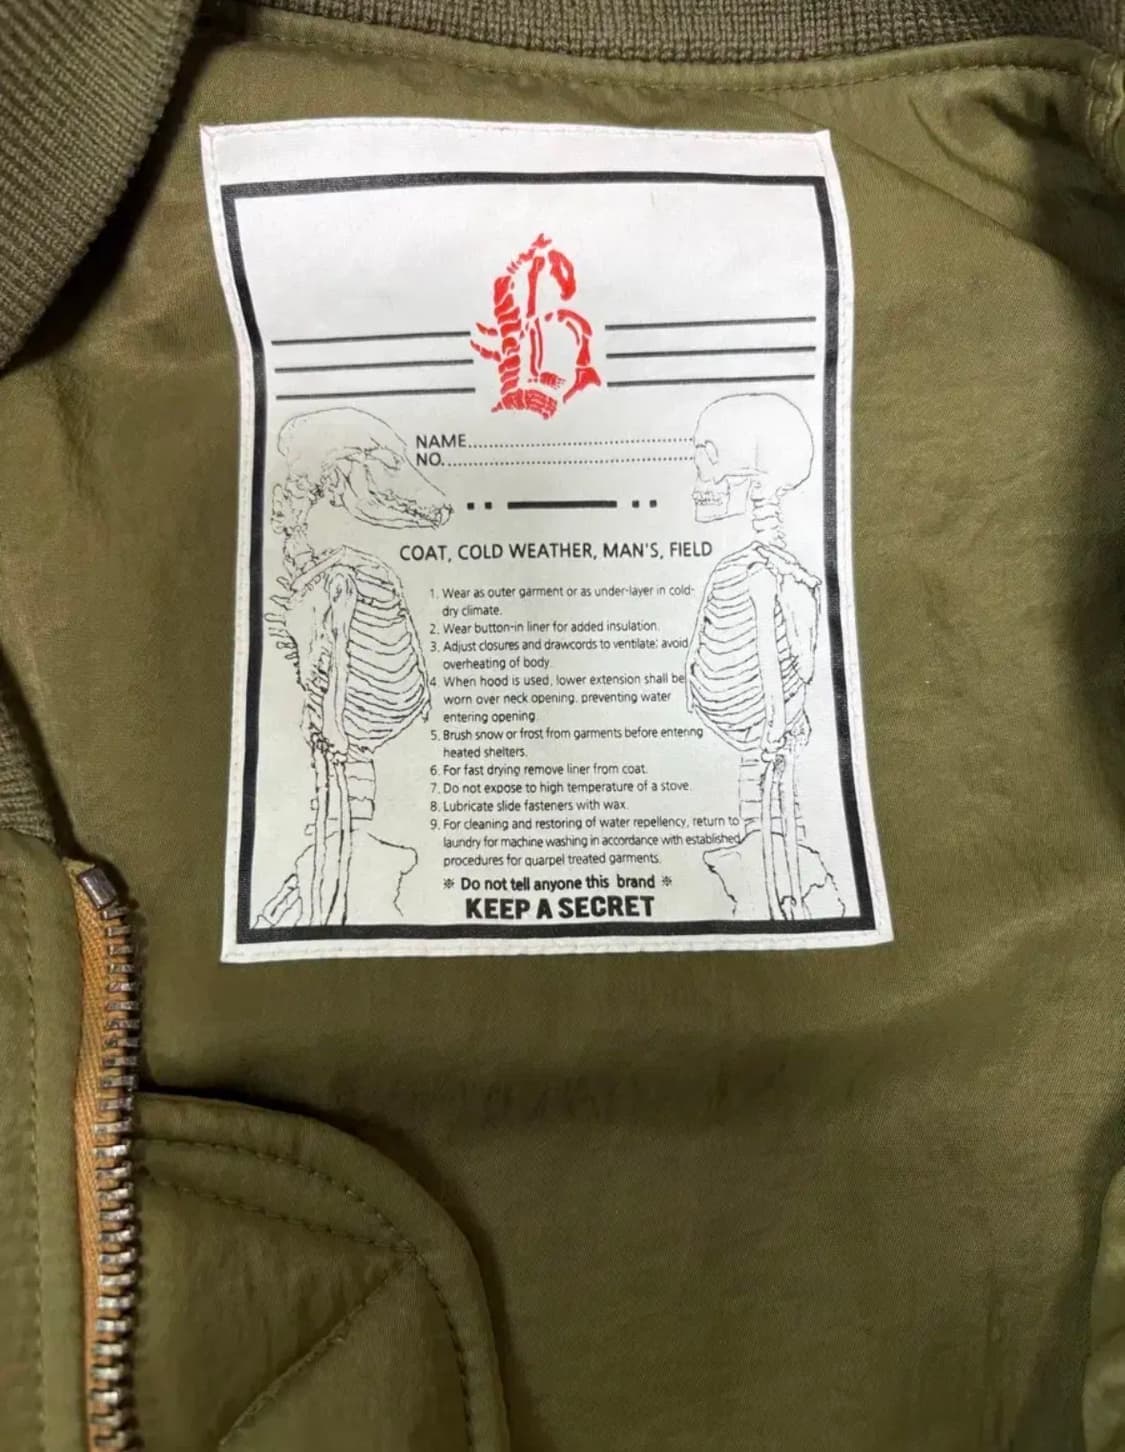 NAME
NO.
COAT, COLD WEATHER, MAN'S, FIELD
1. Wear as outer garment or as under-layer in cold-
dry climate.
2. Wear button-in liner for added insulation.
3. Adjust closures and drawcords to ventilate; avoid
overheating of body.
4. When hood is used, lower extension shall be
worn over neck opening, preventing water
entering opening.
5. Brush snow or frost from garments before entering
heated shelters.
6. For fast drying remove liner from coat.
7. Do not expose to high temperature of a stove.
8. Lubricate slide fasteners with wax.
9. For cleaning and restoring of water repellency, return to
laundry for machine washing in accordance with established
procedures for quarpel treated garments.
※ Do not tell anyone this brand ※
KEEP A SECRET